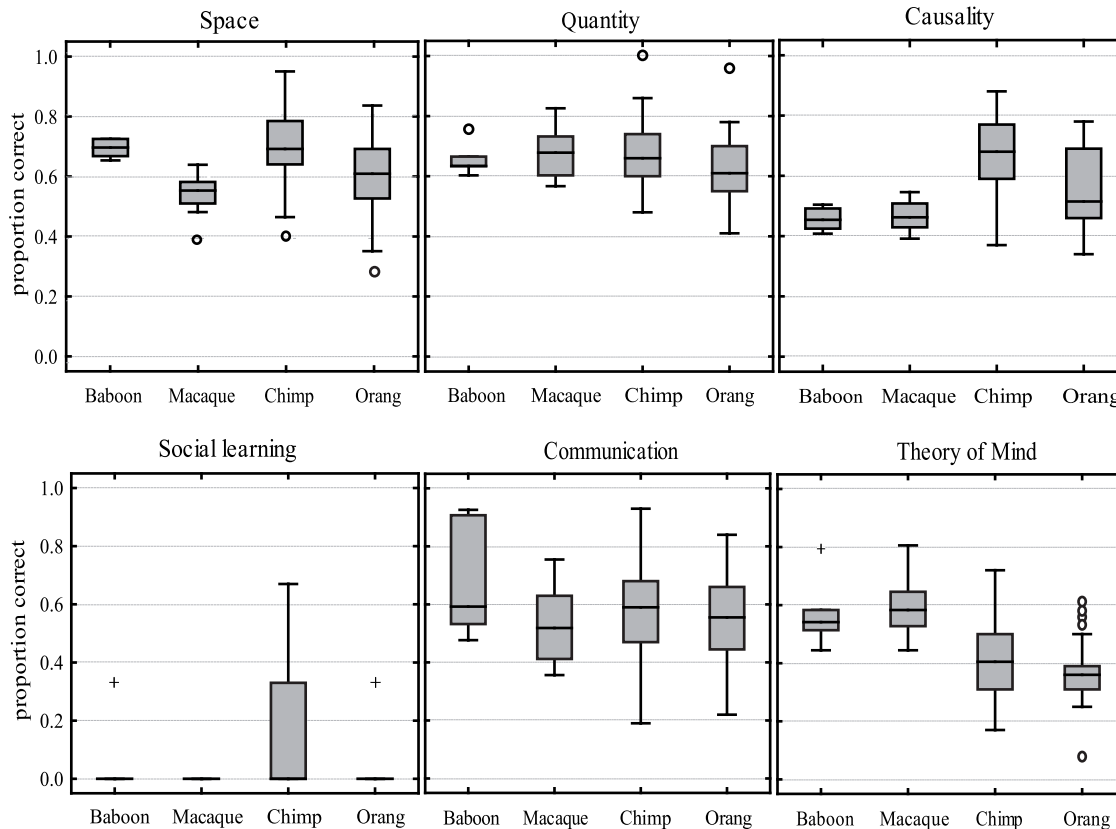 Space
Quantity
Causality
proportion correct
1.0
0.8
0.6
0.4
0.2
0.0
Baboon Macaque Chimp Orang
Baboon Macaque Chimp Orang
Baboon Macaque Chimp Orang
Social learning
Communication
Theory of Mind
proportion correct
1.0
0.8
0.6
0.4
0.2
0.0
Baboon Macaque Chimp Orang
Baboon Macaque Chimp Orang
Baboon Macaque Chimp Orang